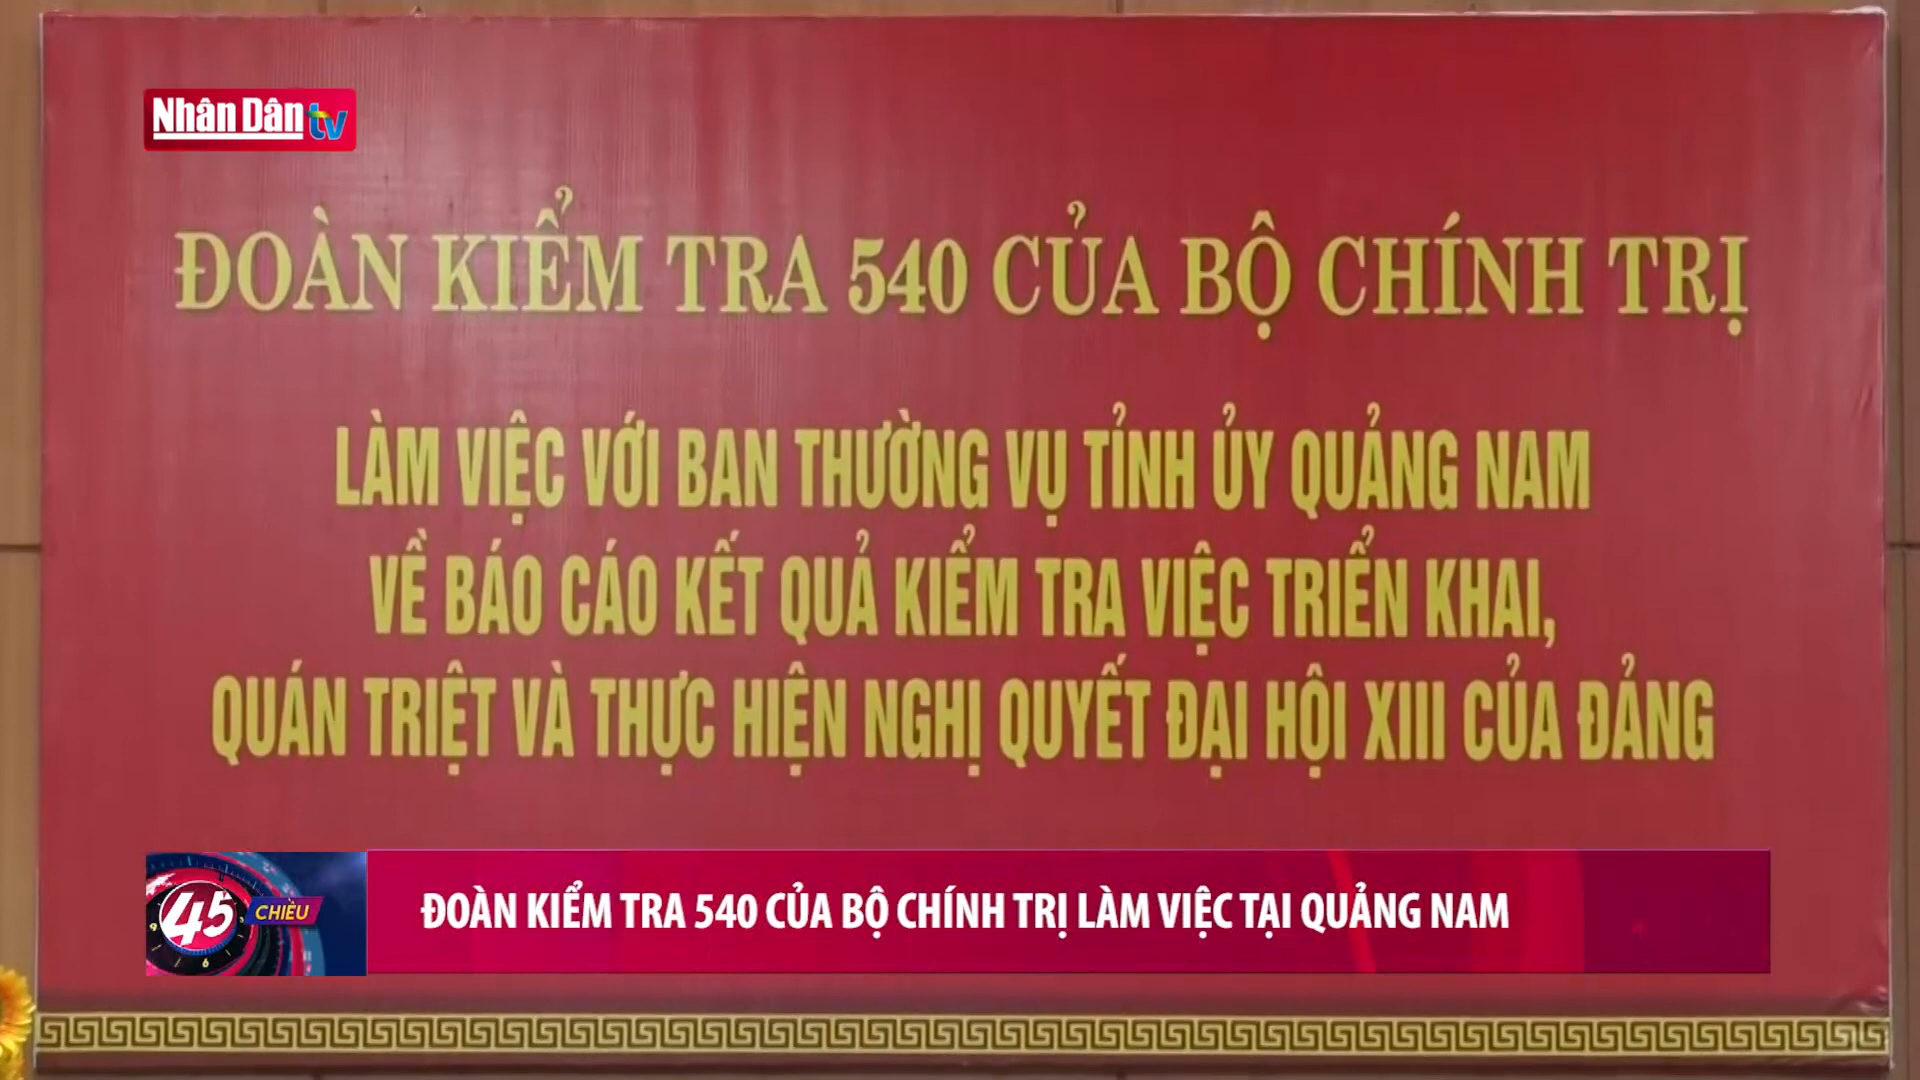 Nhân Dân tv
ĐOÀN KIỂM TRA 540 CỦA BỘ CHÍNH TRỊ
LÀM VIỆC VỚI BAN THƯỜNG VỤ TỈNH ỦY QUẢNG NAM
VỀ BÁO CÁO KẾT QUẢ KIỂM TRA VIỆC TRIỂN KHAI,
QUÁN TRIỆT VÀ THỰC HIỆN NGHỊ QUYẾT ĐẠI HỘI XIII CỦA ĐẢNG
45 CHIỀU
9
6
ĐOÀN KIỂM TRA 540 CỦA BỘ CHÍNH TRỊ LÀM VIỆC TẠI QUẢNG NAM